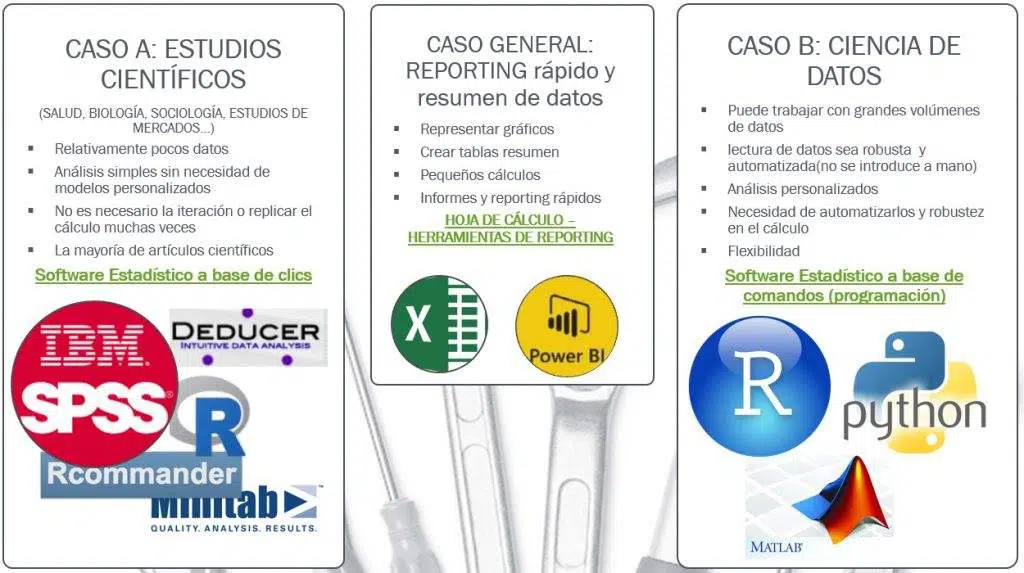 CASO A: ESTUDIOS
CIENTÍFICOS
(SALUD, BIOLOGÍA, SOCIOLOGÍA, ESTUDIOS DE
MERCADOS...)
▪ Relativamente pocos datos
▪ Análisis simples sin necesidad de
modelos personalizados
▪ No es necesario la iteración o replicar el
cálculo muchas veces
▪ La mayoría de artículos científicos
Software Estadístico a base de clics
IBM.
SPSS®
DEDUCER
INTUITIVE DATA ANALYSIS
R
Rcommander
Minitab™
QUALITY. ANALYSIS. RESULTS.
CASO GENERAL:
REPORTING rápido y
resumen de datos
▪ Representar gráficos
▪ Crear tablas resumen
▪ Pequeños cálculos
▪ Informes y reporting rápidos
HOJA DE CÁLCULO –
HERRAMIENTAS DE REPORTING
X
Power BI
CASO B: CIENCIA DE
DATOS
▪ Puede trabajar con grandes volúmenes
de datos
▪ lectura de datos sea robusta y
automatizada(no se introduce a mano)
▪ Análisis personalizados
▪ Necesidad de automatizarlos y robustez
en el cálculo
▪ Flexibilidad
Software Estadístico a base de
comandos (programación)
R
python
MATLAB®